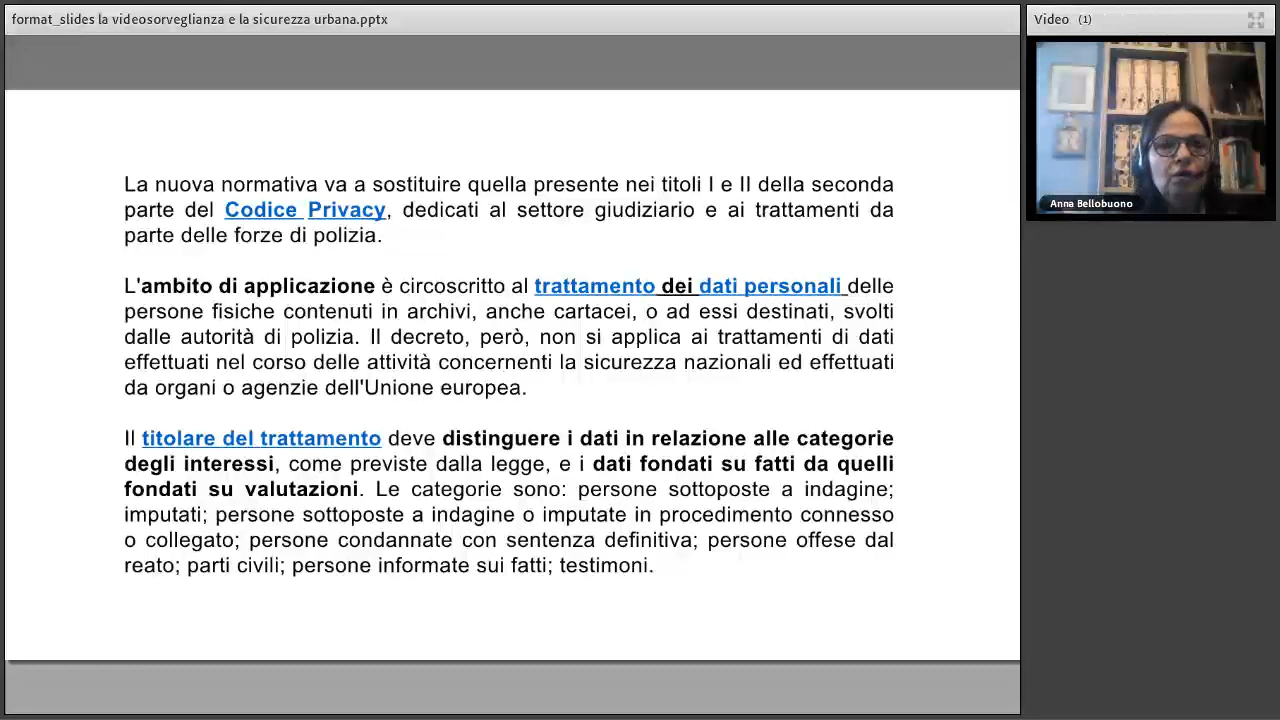 format_slides la videosorveglianza e la sicurezza urbana.pptx
Video (1)
Anna Bellobuono
La nuova normativa va a sostituire quella presente nei titoli I e II della seconda
parte del Codice Privacy, dedicati al settore giudiziario e ai trattamenti da
parte delle forze di polizia.
L'ambito di applicazione è circoscritto al trattamento dei dati personali delle
persone fisiche contenuti in archivi, anche cartacei, o ad essi destinati, svolti
dalle autorità di polizia. Il decreto, però, non si applica ai trattamenti di dati
effettuati nel corso delle attività concernenti la sicurezza nazionali ed effettuati
da organi o agenzie dell'Unione europea.
Il titolare del trattamento deve distinguere i dati in relazione alle categorie
degli interessi, come previste dalla legge, e i dati fondati su fatti da quelli
fondati su valutazioni. Le categorie sono: persone sottoposte a indagine;
imputati; persone sottoposte a indagine o imputate in procedimento connesso
o collegato; persone condannate con sentenza definitiva; persone offese dal
reato; parti civili; persone informate sui fatti; testimoni.